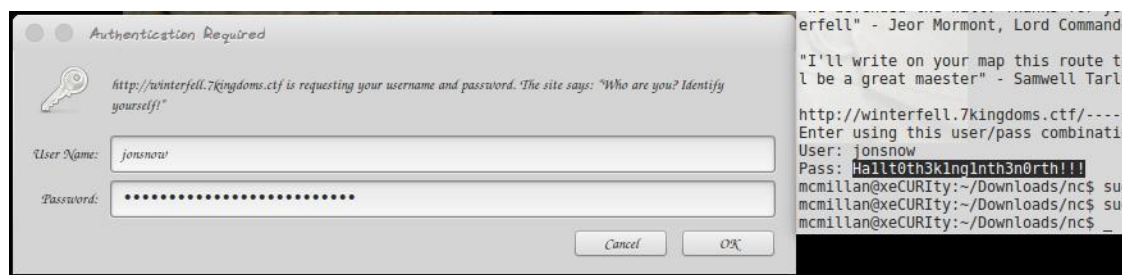 Authentication Required
http://winterfell.7kingdoms.ctf is requesting your username and password. The site says: "Who are you? Identify
yourself!"
User Name: jonsnow
Password: ••••••••••••••••••••••••••
Cancel OK
erfell" - Jeor Mormont, Lord Command
"I'll write on your map this route t
l be a great maester" - Samwell Tarl
http://winterfell.7kingdoms.ctf/----
Enter using this user/pass combinati
User: jonsnow
Pass: Ha1lt0th3k1ng1nth3n0rth!!!
mcmillan@xeCURIty:~/Downloads/nc$ su
mcmillan@xeCURIty:~/Downloads/nc$ su
mcmillan@xeCURIty:~/Downloads/nc$ _